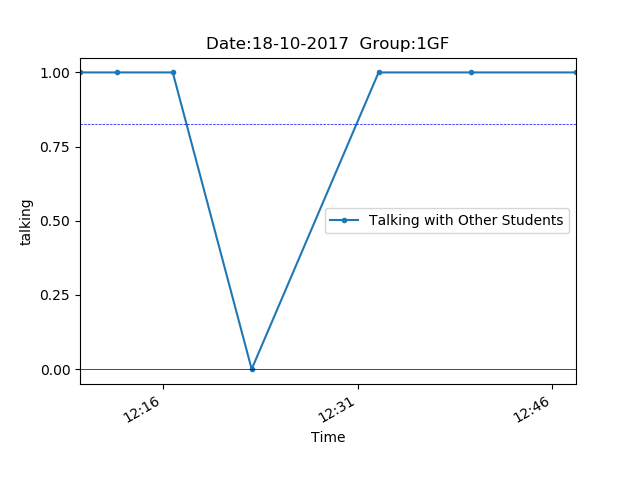 Date:18-10-2017  Group:1GF
1.00
0.75
0.50
0.25
0.00
talking
Talking with Other Students
12:16
12:31
12:46
Time